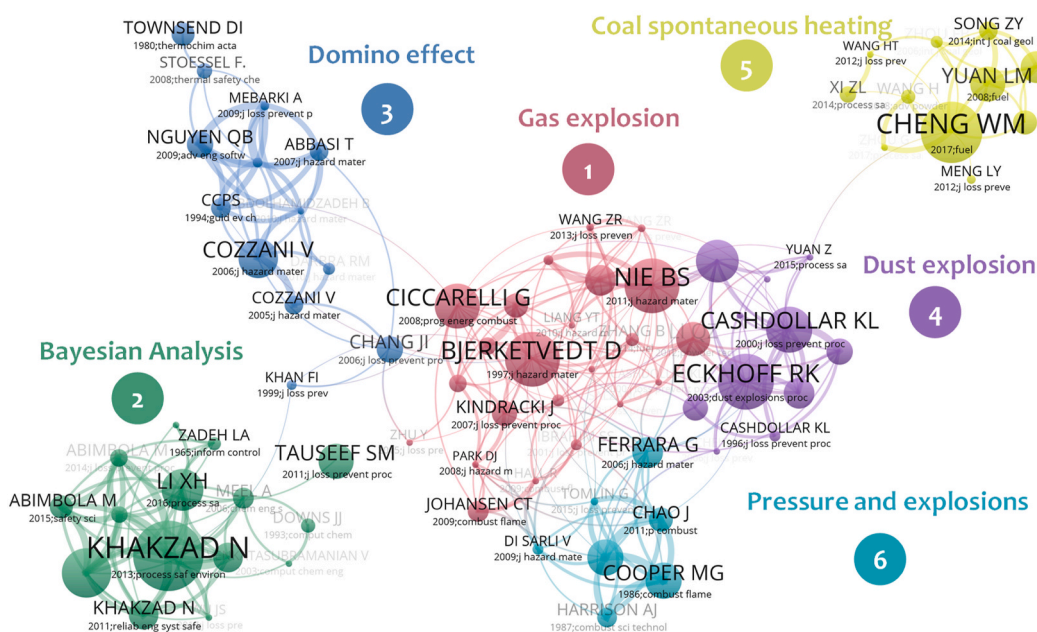 Domino effect
3
TOWNSEND DI
1980;thermochim acta
STOESSEL F.
2008;thermal safety che
MEBARKI A
2009;j loss prevent p
NGUYEN QB
2009;adv eng softw
ABBASI T
2007;j hazard mater
CCPS
1994;guid ev ch
COZZANI V
2006;j hazard mater
COZZANI V
2005;j hazard mater
CHANG JI
2006;j loss prevent pro
KHAN FI
1999;j loss prev
Coal spontaneous heating
5
SONG ZY
2014;int j coal geol
WANG HT
2012;j loss prev
XI ZL
2014;process sa
WANG H
YUAN LM
2008;fuel
CHENG WM
2017;fuel
MENG LY
2012;j loss preve
Gas explosion
1
WANG ZR
2013;j loss preven
NIE BS
2011;j hazard mater
CICCARELLI G
2008;prog energ combust
LIANG YT
ZHANG B
BJERKETVEDT D
1997;j hazard mater
KINDRACKI J
2007;j loss prevent proc
ZHU Y
PARK DJ
2008;j hazard m
JOHANSEN CT
2009;combust flame
Dust explosion
4
YUAN Z
2015;process sa
CASHDOLLAR KL
2000;j loss prevent proc
ECKHOFF RK
2003;dust explosions proc
CASHDOLLAR KL
1996;j loss prevent proc
Bayesian Analysis
2
ABIMBOLA M
ZADEH LA
1965;inform control
TAUSEEF SM
2011;j loss prevent proc
LI XH
2016;process sa
MEEL A
ABIMBOLA M
2015;safety sci
DOWNS JJ
1993;comput chem
KHAKZAD N
2013;process saf environ
KHAKZAD N
2011;reliab eng syst safe
Pressure and explosions
6
FERRARA G
2006;j hazard mater
TOMLIN G
CHAO J
2011;p combust
DI SARLI V
2009;j hazard mate
COOPER MG
1986;combust flame
HARRISON AJ
1987;combust sci technol